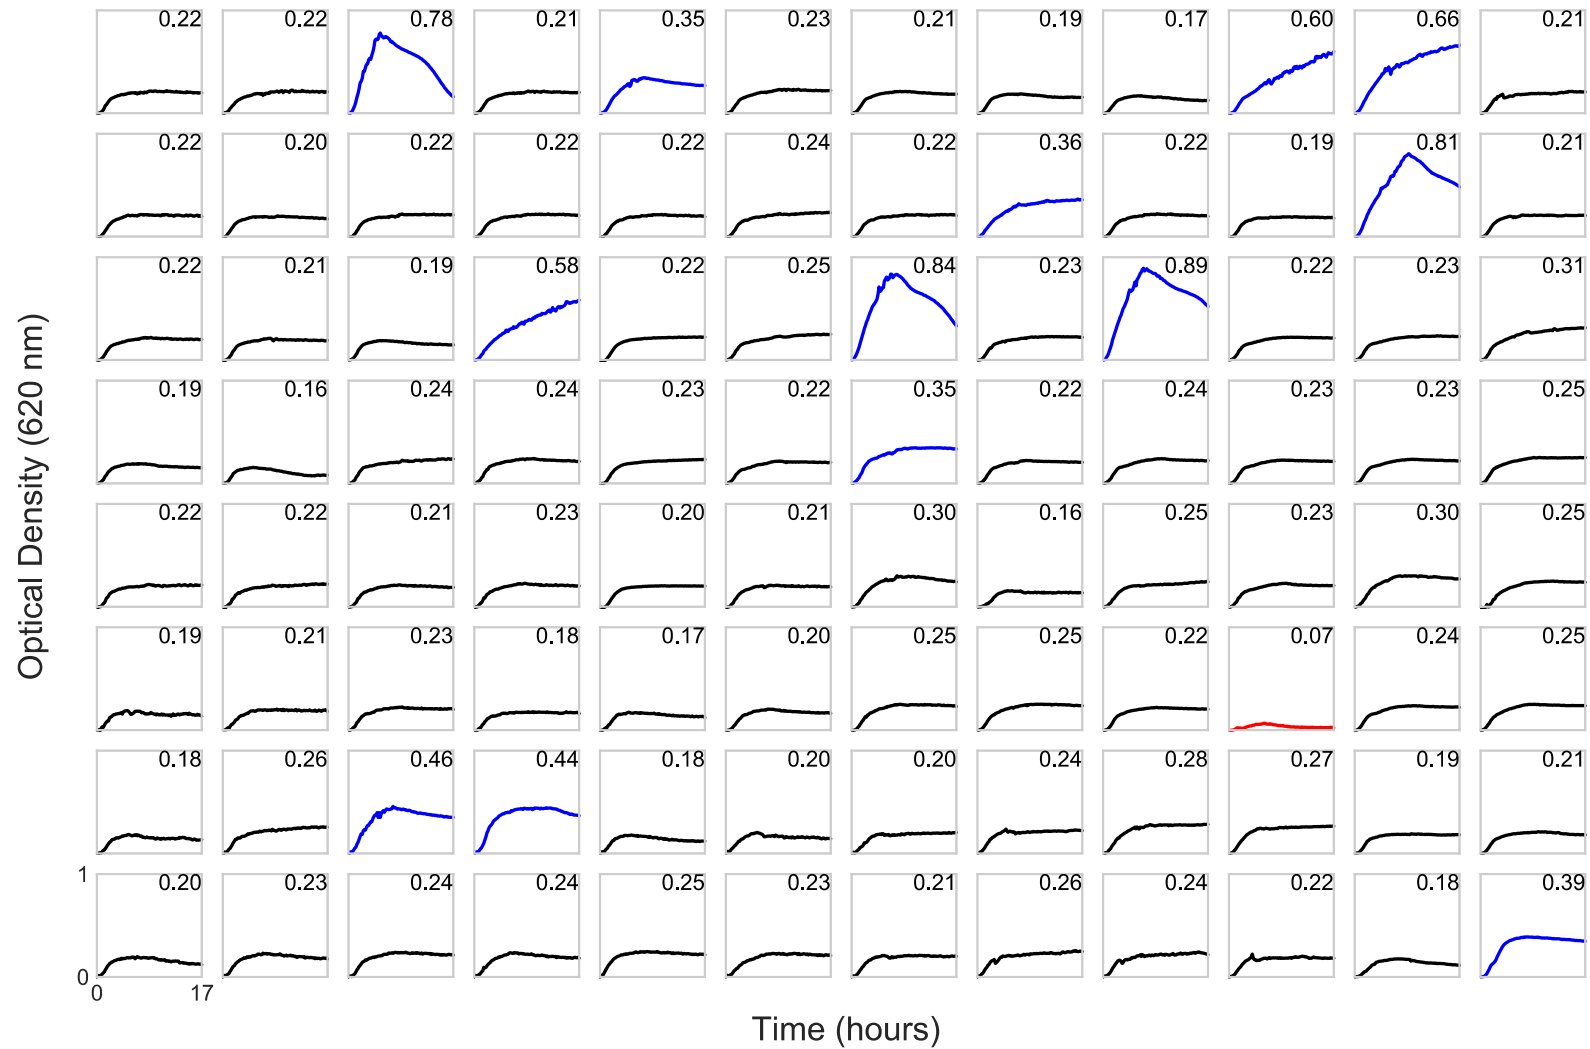 0.22 0.22 0.78 0.21 0.35 0.23 0.21 0.19 0.17 0.60 0.66 0.21
0.22 0.20 0.22 0.22 0.22 0.24 0.22 0.36 0.22 0.19 0.81 0.21
0.22 0.21 0.19 0.58 0.22 0.25 0.84 0.23 0.89 0.22 0.23 0.31
0.19 0.16 0.24 0.24 0.23 0.22 0.35 0.22 0.24 0.23 0.23 0.25
0.22 0.22 0.21 0.23 0.20 0.21 0.30 0.16 0.25 0.23 0.30 0.25
0.19 0.21 0.23 0.18 0.17 0.20 0.25 0.25 0.22 0.07 0.24 0.25
0.18 0.26 0.46 0.44 0.18 0.20 0.20 0.24 0.28 0.27 0.19 0.21
1 0.20 0.23 0.24 0.24 0.25 0.23 0.21 0.26 0.24 0.22 0.18 0.39
0
0 17
Optical Density (620 nm)
Time (hours)